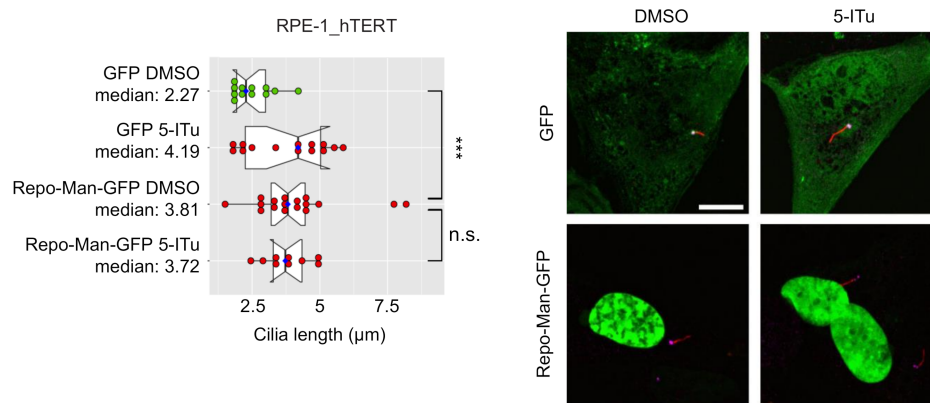 RPE-1_hTERT
GFP DMSO
median: 2.27
GFP 5-ITu
median: 4.19
Repo-Man-GFP DMSO
median: 3.81
Repo-Man-GFP 5-ITu
median: 3.72
***
n.s.
2.5 5 7.5
Cilia length (µm)
DMSO 5-ITu
GFP
Repo-Man-GFP